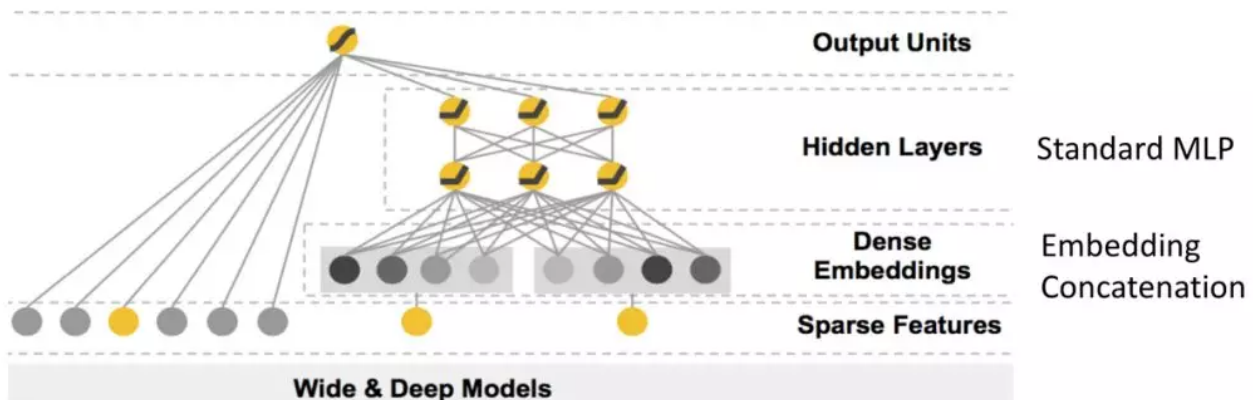 Output Units
Hidden Layers
Standard MLP
Dense
Embeddings
Embedding
Concatenation
Sparse Features
Wide & Deep Models